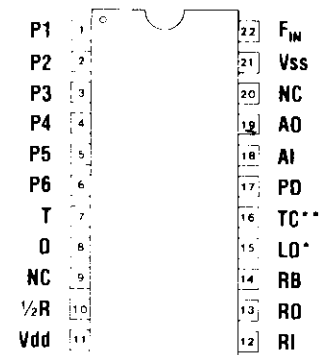 P1 1 22 F_IN
P2 2 21 Vss
P3 3 20 NC
P4 4 19 AO
P5 5 18 AI
P6 6 17 PD
T 7 16 TC**
O 8 15 LO*
NC 9 14 RB
½R 10 13 RO
Vdd 11 12 RI